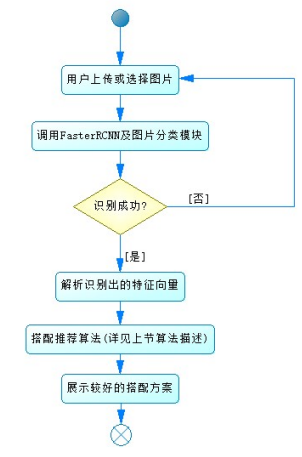 用户上传或选择图片
调用FasterRCNN及图片分类模块
识别成功?
[否]
[是]
解析识别出的特征向量
搭配推荐算法(详见上节算法描述)
展示较好的搭配方案